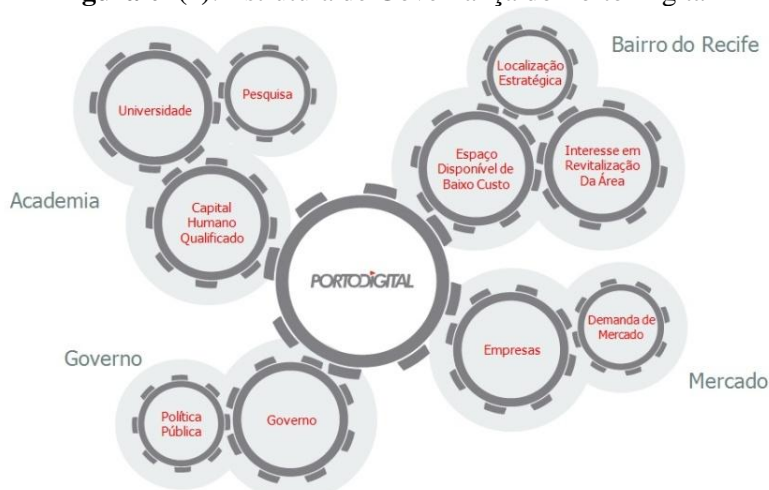 Bairro do Recife
Localização
Estratégica
Universidade
Pesquisa
Espaço
Disponível de
Baixo Custo
Interesse em
Revitalização
Da Área
Academia
Capital
Humano
Qualificado
PORTODIGITAL
Governo
Empresas
Demanda de
Mercado
Mercado
Política
Pública
Governo